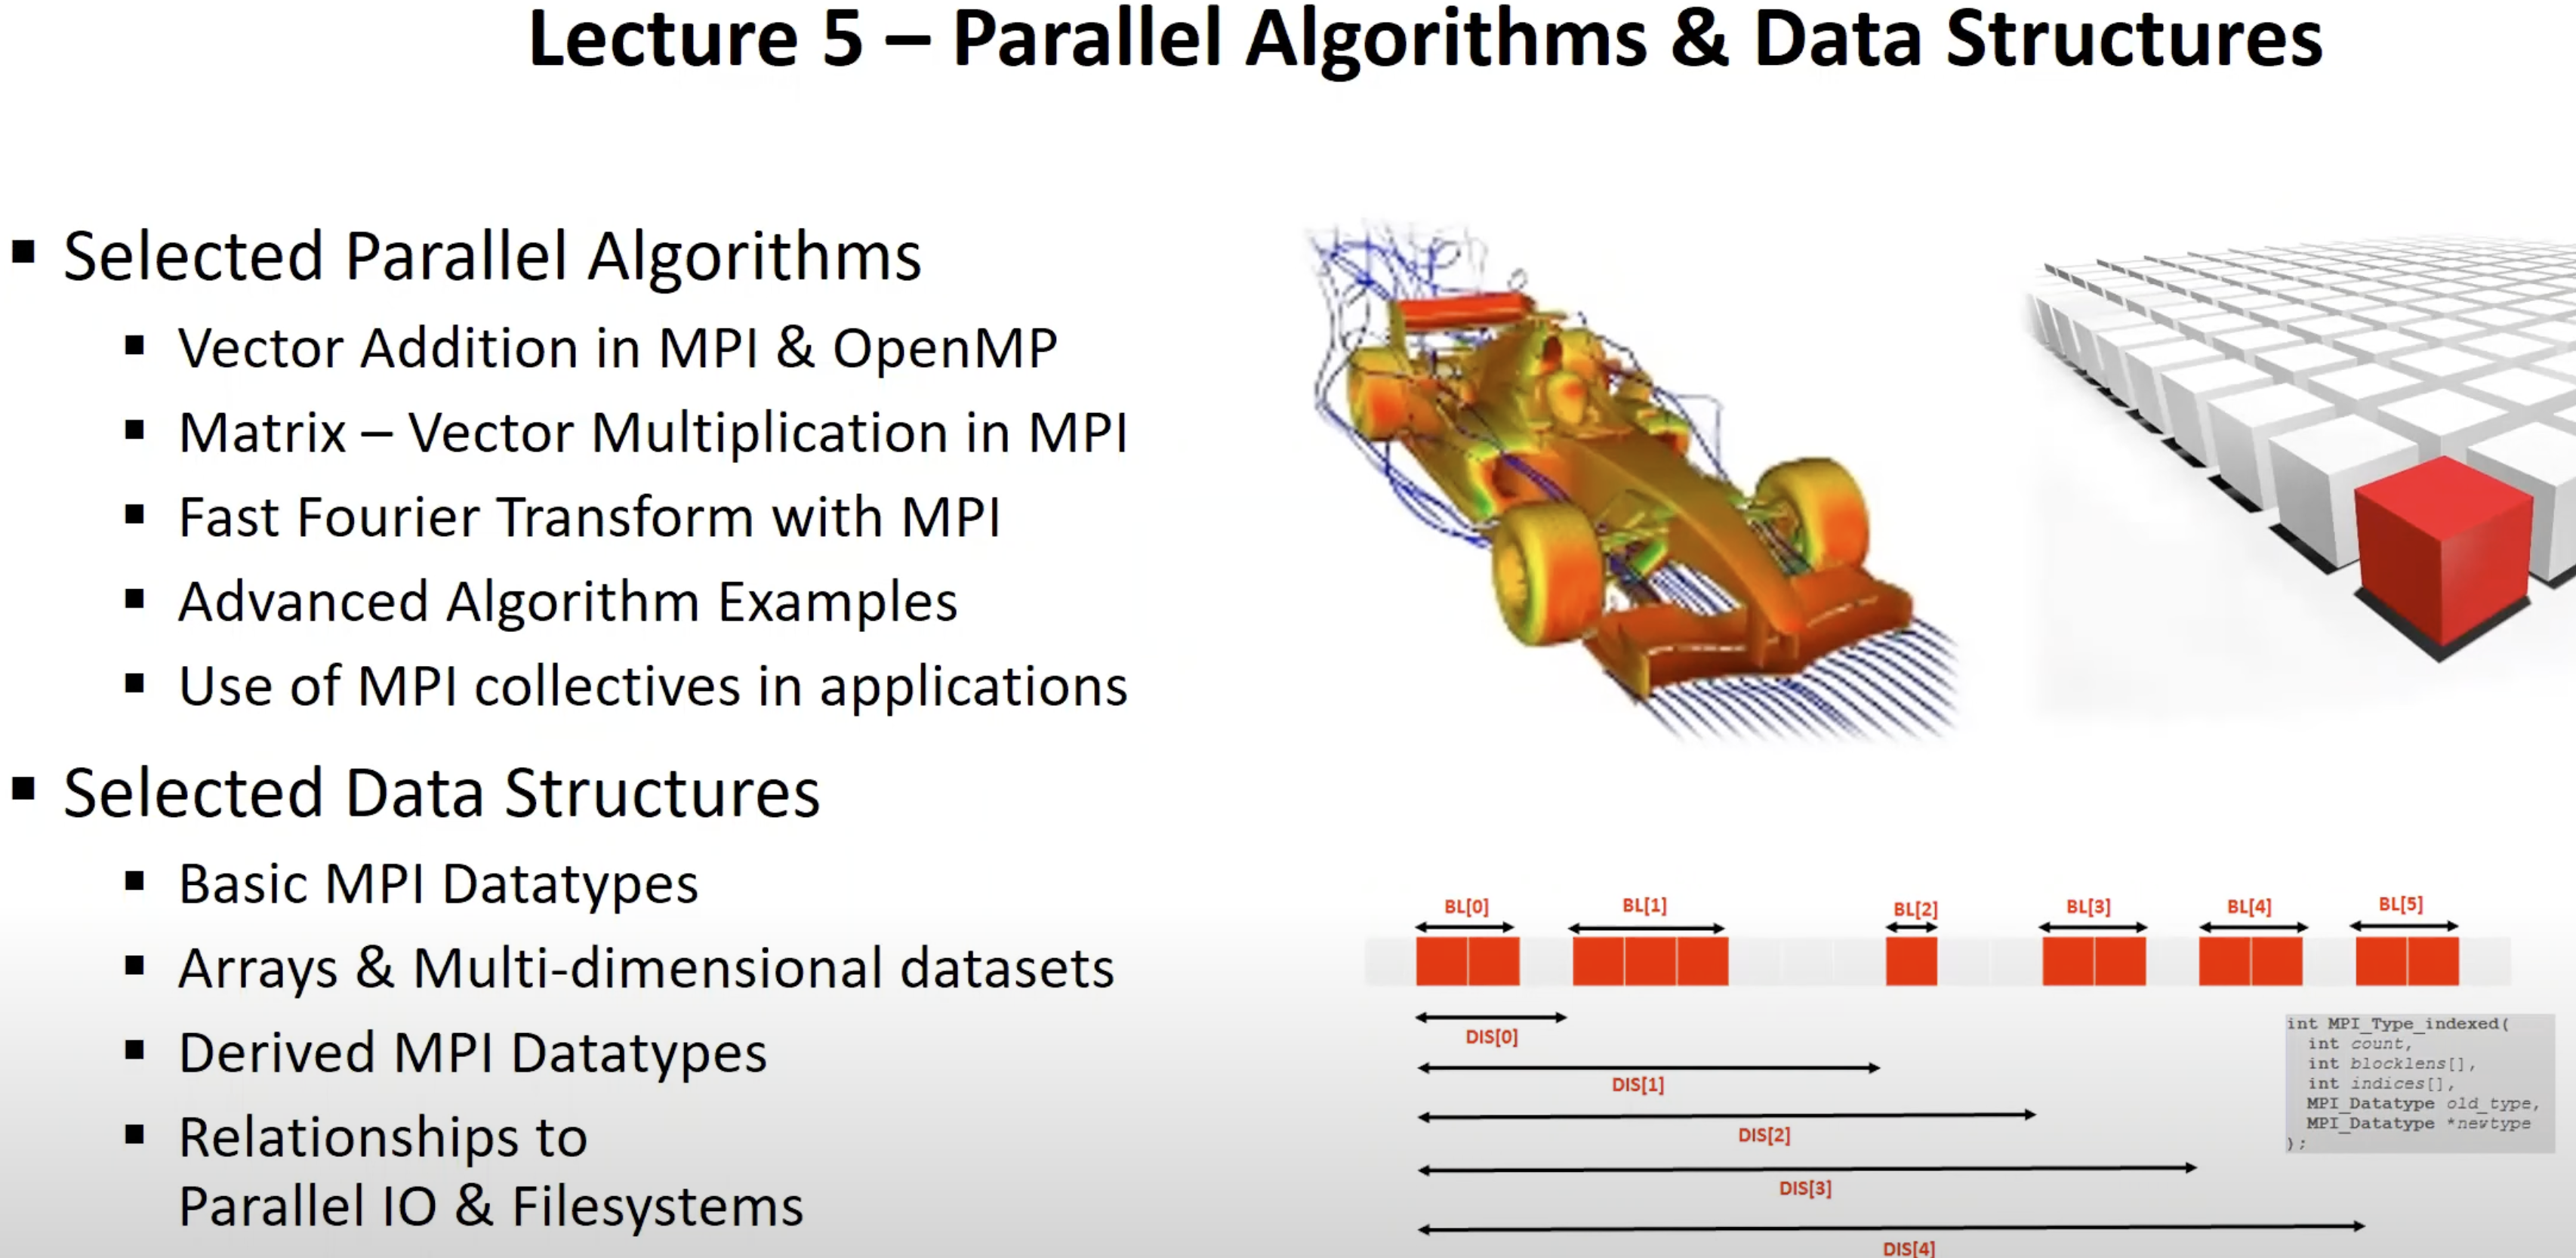 Lecture 5 – Parallel Algorithms & Data Structures
▪ Selected Parallel Algorithms
▪ Vector Addition in MPI & OpenMP
▪ Matrix – Vector Multiplication in MPI
▪ Fast Fourier Transform with MPI
▪ Advanced Algorithm Examples
▪ Use of MPI collectives in applications
▪ Selected Data Structures
▪ Basic MPI Datatypes
▪ Arrays & Multi-dimensional datasets
▪ Derived MPI Datatypes
▪ Relationships to
Parallel IO & Filesystems
BL[0] BL[1] BL[2] BL[3] BL[4] BL[5]
DIS[0]
DIS[1]
DIS[2]
DIS[3]
DIS[4]
int MPI_Type_indexed(
int count,
int blocklens[],
int indices[],
MPI_Datatype old_type,
MPI_Datatype *newtype
);